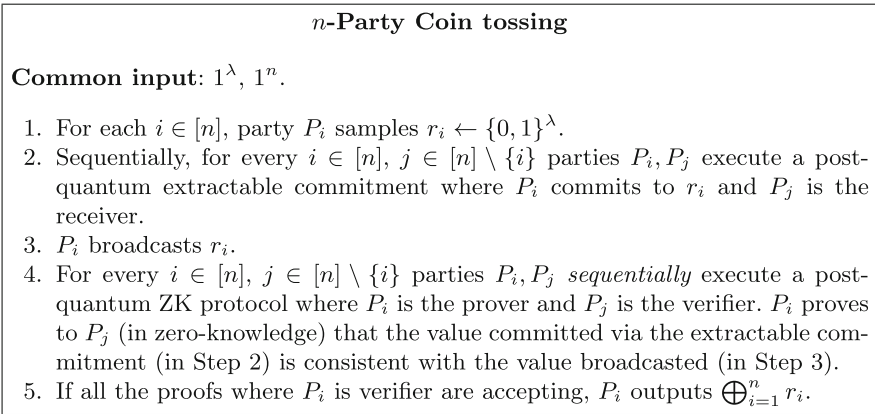 n-Party Coin tossing
Common input: 1^λ, 1^n.
1. For each i ∈ [n], party P_i samples r_i ← {0, 1}^λ.
2. Sequentially, for every i ∈ [n], j ∈ [n] \ {i} parties P_i, P_j execute a post-
quantum extractable commitment where P_i commits to r_i and P_j is the
receiver.
3. P_i broadcasts r_i.
4. For every i ∈ [n], j ∈ [n] \ {i} parties P_i, P_j sequentially execute a post-
quantum ZK protocol where P_i is the prover and P_j is the verifier. P_i proves
to P_j (in zero-knowledge) that the value committed via the extractable com-
mitment (in Step 2) is consistent with the value broadcasted (in Step 3).
5. If all the proofs where P_i is verifier are accepting, P_i outputs ⨁_{i=1}^n r_i.